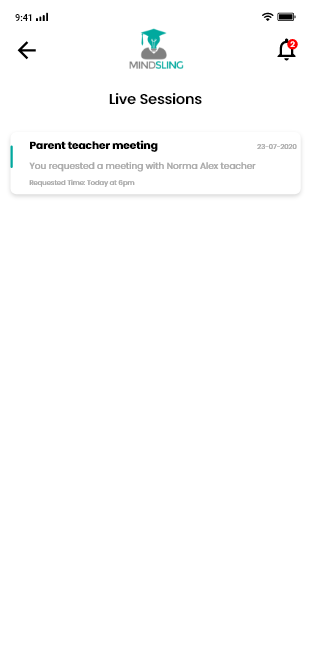 9:41
2
MINDSLING
Live Sessions
Parent teacher meeting
23-07-2020
You requested a meeting with Norma Alex teacher
Requested Time: Today at 6pm